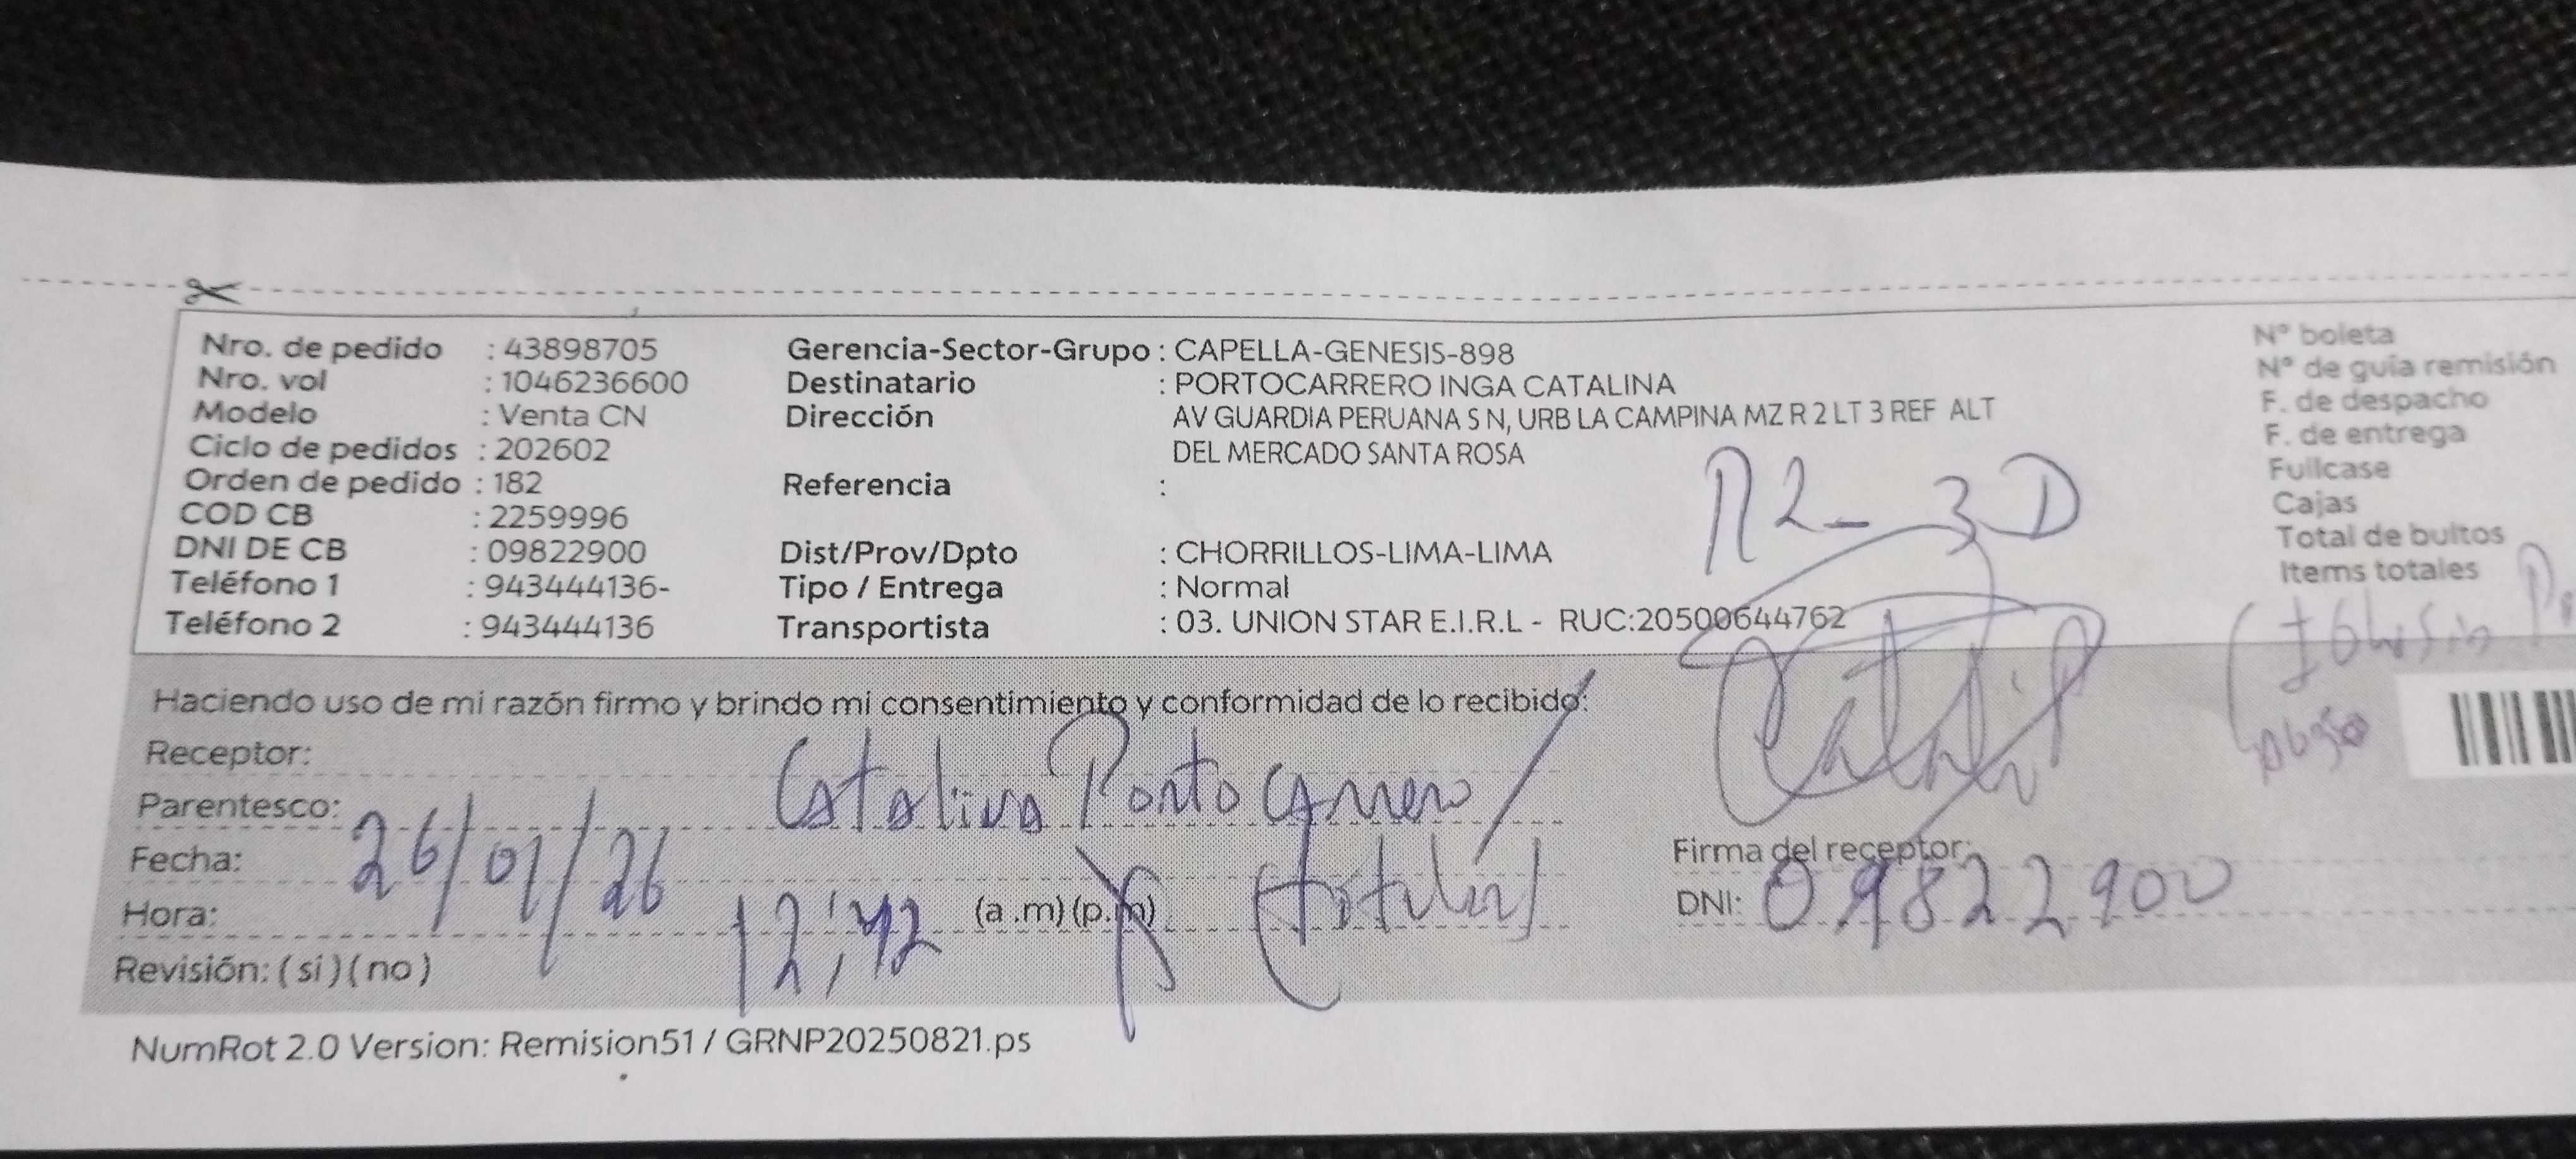 Nro. de pedido : 43898705
Nro. vol : 1046236600
Modelo : Venta CN
Ciclo de pedidos : 202602
Orden de pedido : 182
COD CB : 2259996
DNI DE CB : 09822900
Teléfono 1 : 943444136-
Teléfono 2 : 943444136
Gerencia-Sector-Grupo : CAPELLA-GENESIS-898
Destinatario : PORTOCARRERO INGA CATALINA
Dirección AV GUARDIA PERUANA S N, URB LA CAMPINA MZ R 2 LT 3 REF ALT
DEL MERCADO SANTA ROSA
Referencia :
Dist/Prov/Dpto : CHORRILLOS-LIMA-LIMA
Tipo / Entrega : Normal
Transportista : 03. UNION STAR E.I.R.L - RUC:20500644762
R2_3D
N° boleta
N° de guía remisión
F. de despacho
F. de entrega
Fullcase
Cajas
Total de bultos
Items totales
Haciendo uso de mi razón firmo y brindo mi consentimiento y conformidad de lo recibido:
Receptor:
Catalina Portocarrero
Parentesco:
Fecha: 26/01/26
Hora: 12:42 (a .m) (p.m)
Revisión: ( si ) ( no )
Firma del receptor:
DNI: 09822900
NumRot 2.0 Version: Remision51 / GRNP20250821.ps